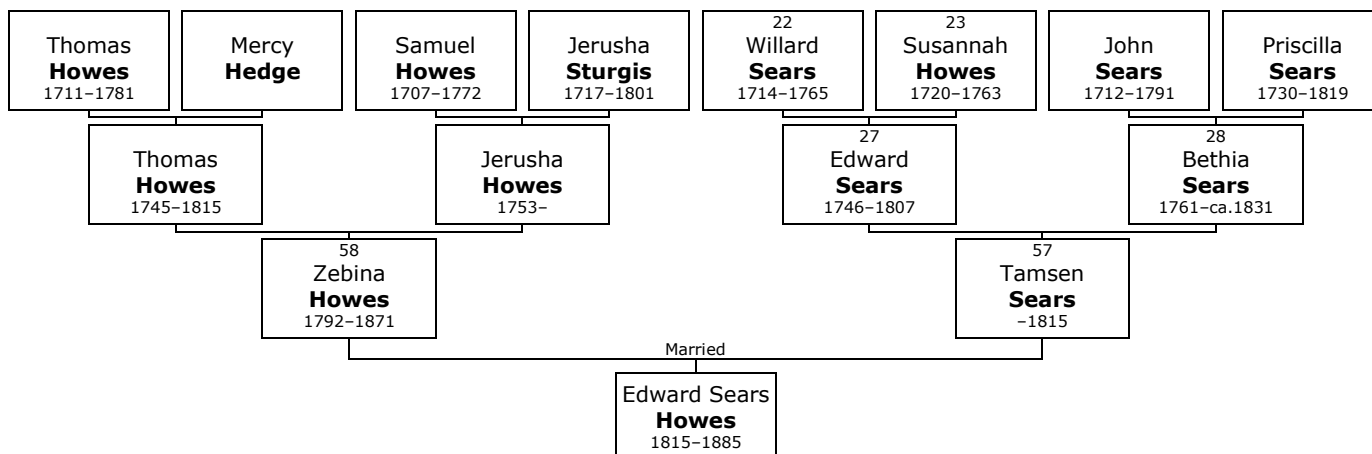 Thomas
Howes
1711–1781
Mercy
Hedge
Samuel
Howes
1707–1772
Jerusha
Sturgis
1717–1801
22
Willard
Sears
1714–1765
23
Susannah
Howes
1720–1763
John
Sears
1712–1791
Priscilla
Sears
1730–1819
Thomas
Howes
1745–1815
Jerusha
Howes
1753–
27
Edward
Sears
1746–1807
28
Bethia
Sears
1761–ca.1831
58
Zebina
Howes
1792–1871
57
Tamsen
Sears
–1815
Married
Edward Sears
Howes
1815–1885